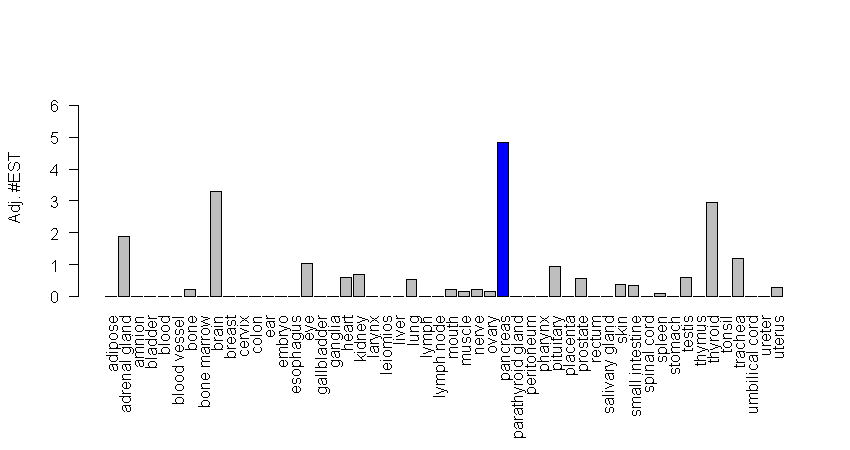 Adj. #EST
6
5
4
3
2
1
0
adipose
adrenal gland
amnion
bladder
blood
blood vessel
bone
bone marrow
brain
breast
cervix
colon
ear
embryo
esophagus
eye
gallbladder
ganglia
heart
kidney
larynx
leiomios
liver
lung
lymph
lymph node
mouth
muscle
nerve
ovary
pancreas
parathyroid gland
peritoneum
pharynx
pituitary
placenta
prostate
rectum
salivary gland
skin
small intestine
spinal cord
spleen
stomach
testis
thymus
thyroid
tonsil
trachea
umbilical cord
ureter
uterus